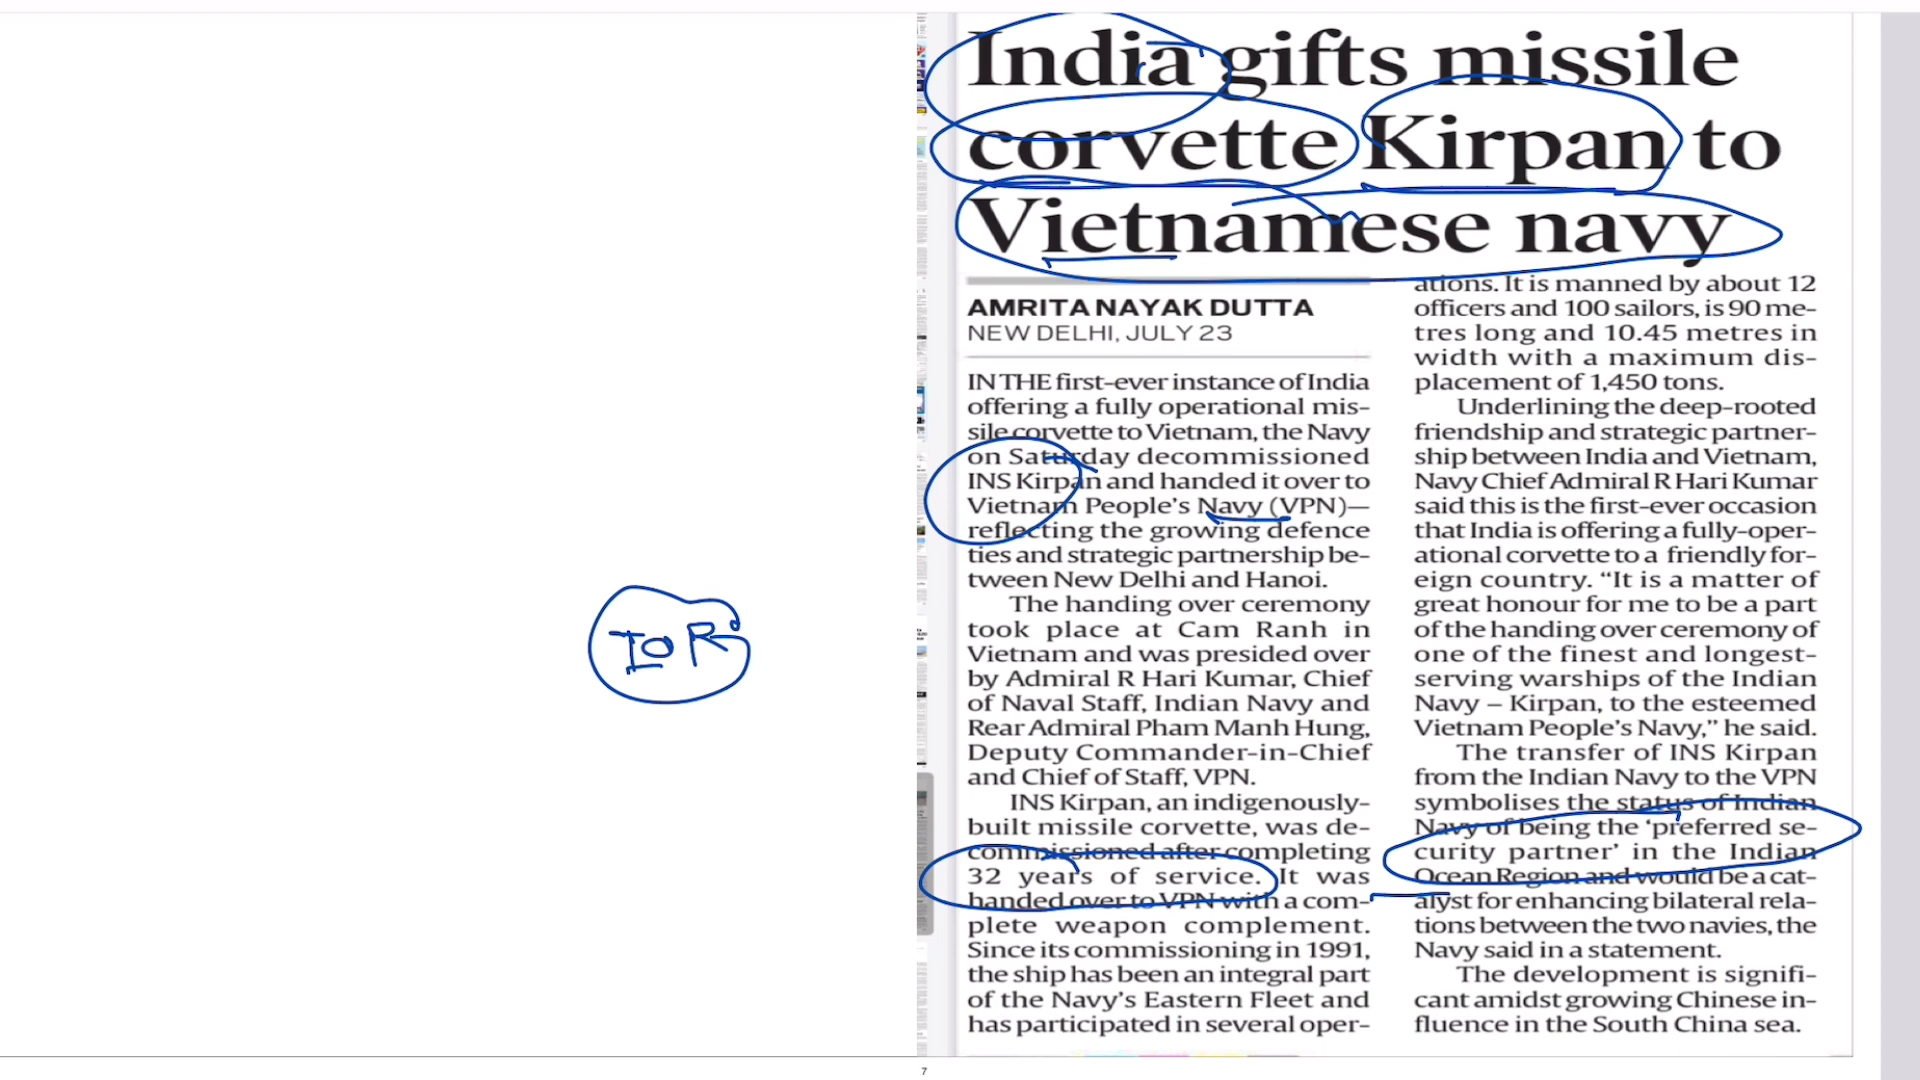 IOR
India gifts missile
corvette Kirpan to
Vietnamese navy
AMRITA NAYAK DUTTA
NEW DELHI, JULY 23
IN THE first-ever instance of India
offering a fully operational mis-
sile corvette to Vietnam, the Navy
on Saturday decommissioned
INS Kirpan and handed it over to
Vietnam People's Navy (VPN)—
reflecting the growing defence
ties and strategic partnership be-
tween New Delhi and Hanoi.
The handing over ceremony
took place at Cam Ranh in
Vietnam and was presided over
by Admiral R Hari Kumar, Chief
of Naval Staff, Indian Navy and
Rear Admiral Pham Manh Hung,
Deputy Commander-in-Chief
and Chief of Staff, VPN.
INS Kirpan, an indigenously-
built missile corvette, was de-
commissioned after completing
32 years of service. It was
handed over to VPN with a com-
plete weapon complement.
Since its commissioning in 1991,
the ship has been an integral part
of the Navy's Eastern Fleet and
has participated in several oper-
ations. It is manned by about 12
officers and 100 sailors, is 90 me-
tres long and 10.45 metres in
width with a maximum dis-
placement of 1,450 tons.
Underlining the deep-rooted
friendship and strategic partner-
ship between India and Vietnam,
Navy Chief Admiral R Hari Kumar
said this is the first-ever occasion
that India is offering a fully-oper-
ational corvette to a friendly for-
eign country. “It is a matter of
great honour for me to be a part
of the handing over ceremony of
one of the finest and longest-
serving warships of the Indian
Navy – Kirpan, to the esteemed
Vietnam People's Navy,” he said.
The transfer of INS Kirpan
from the Indian Navy to the VPN
symbolises the status of Indian
Navy of being the ‘preferred se-
curity partner’ in the Indian
Ocean Region and would be a cat-
alyst for enhancing bilateral rela-
tions between the two navies, the
Navy said in a statement.
The development is signifi-
cant amidst growing Chinese in-
fluence in the South China sea.
7